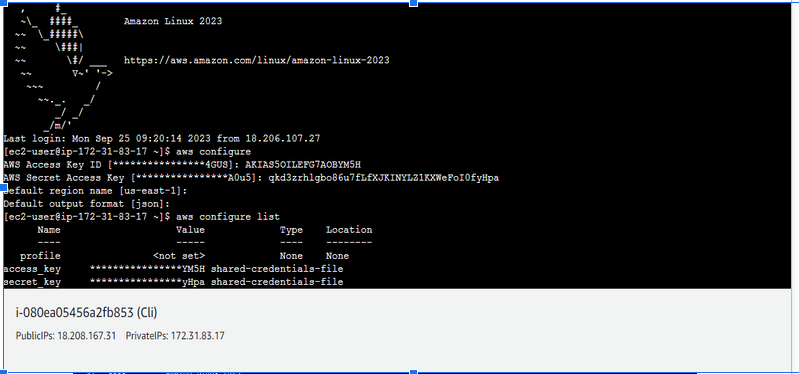 Amazon Linux 2023
https://aws.amazon.com/linux/amazon-linux-2023
Last login: Mon Sep 25 09:20:14 2023 from 18.206.107.27
[ec2-user@ip-172-31-83-17 ~]$ aws configure
AWS Access Key ID [****************4GUS]: AKIAS5OILEFG7AOBYM5H
AWS Secret Access Key [****************A0u5]: 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
Default region name [us-east-1]:
Default output format [json]:
[ec2-user@ip-172-31-83-17 ~]$ aws configure list
Name Value Type Location
---- ----- ---- --------
profile <not set> None None
access_key ****************YM5H shared-credentials-file
secret_key ****************yHpa shared-credentials-file
i-080ea05456a2fb853 (Cli)
PublicIPs: 18.208.167.31 PrivateIPs: 172.31.83.17